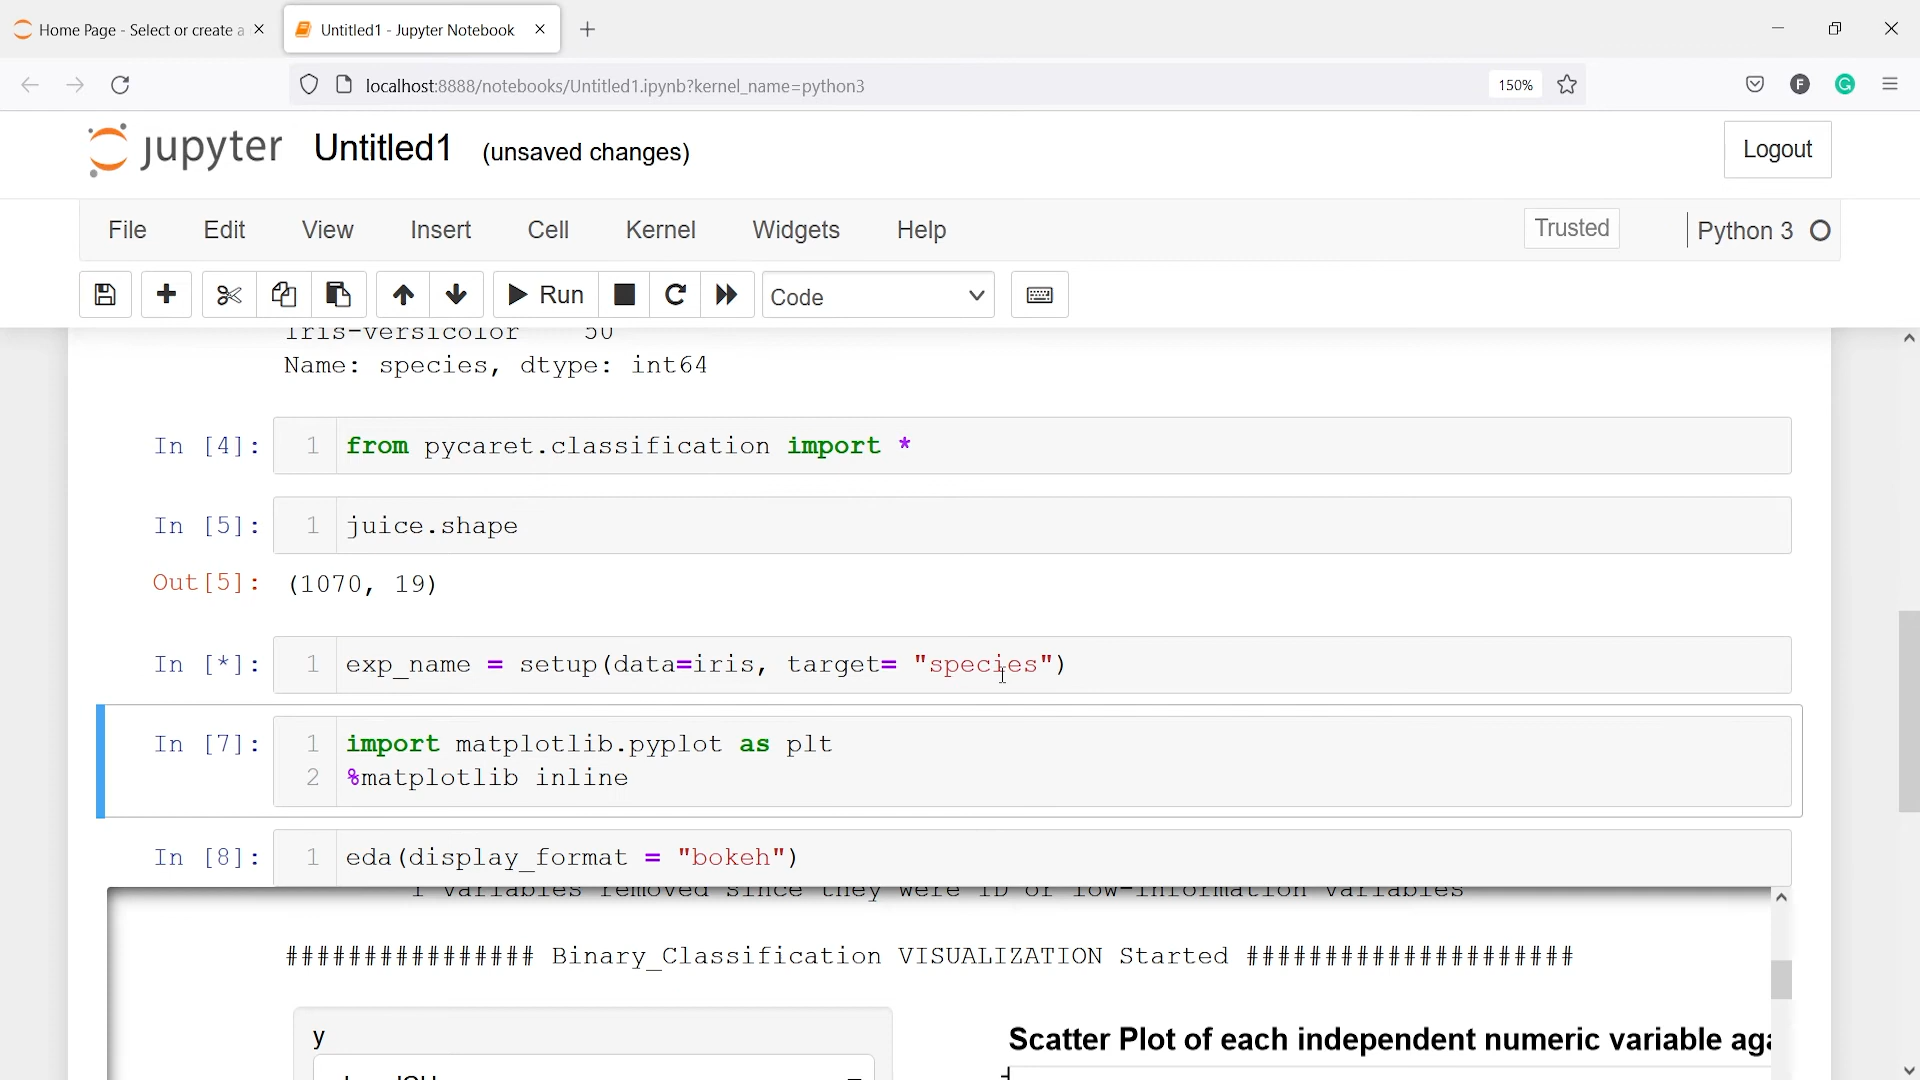 Home Page - Select or create a
Untitled1 - Jupyter Notebook
localhost:8888/notebooks/Untitled1.ipynb?kernel_name=python3
150%
F
G
jupyter
Untitled1
(unsaved changes)
Logout
File Edit View Insert Cell Kernel Widgets Help
Trusted
Python 3
Run
Code
Iris-versicolor 50
Name: species, dtype: int64
In [4]: 1 from pycaret.classification import *
In [5]: 1 juice.shape
Out[5]: (1070, 19)
In [*]: 1 exp_name = setup(data=iris, target= "species")
In [7]: 1 import matplotlib.pyplot as plt
2 %matplotlib inline
In [8]: 1 eda(display_format = "bokeh")
1 variables removed since they were ID or low-information variables
################ Binary_Classification VISUALIZATION Started #####################
y
Scatter Plot of each independent numeric variable aga